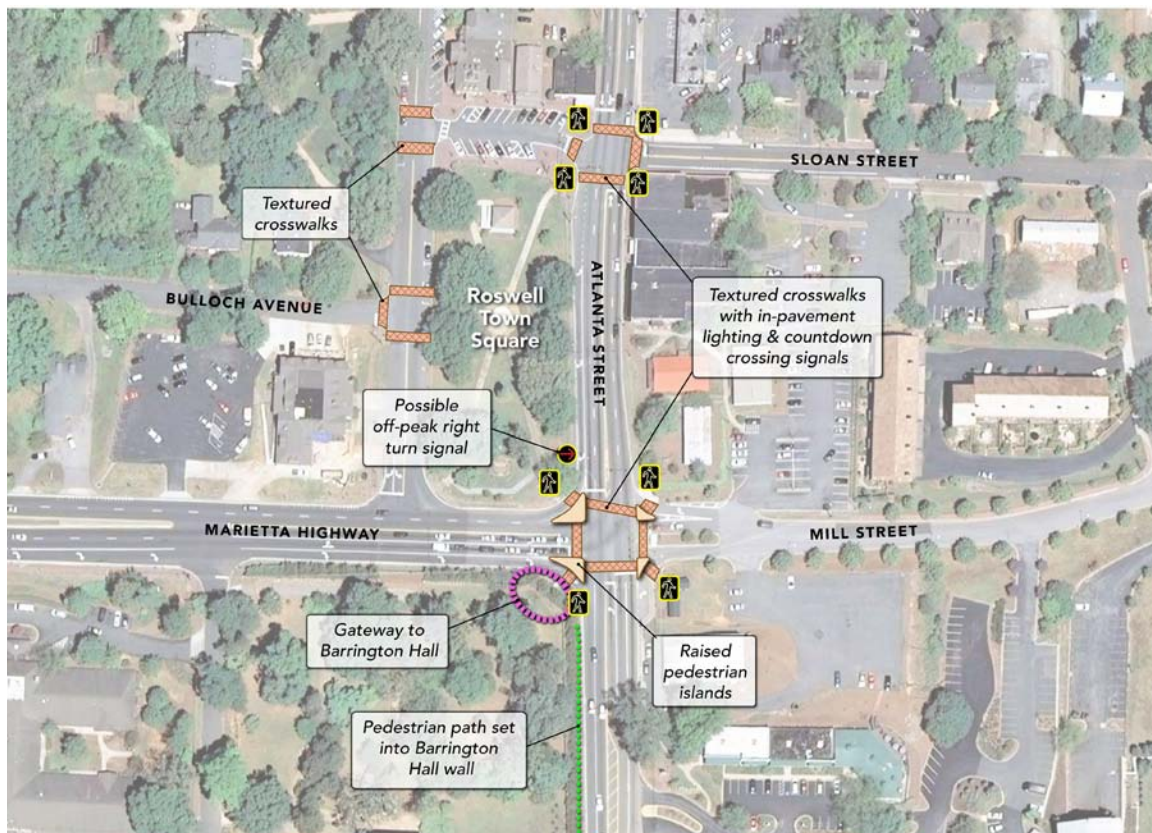 SLOAN STREET
Textured
crosswalks
BULLOCH AVENUE
Roswell
Town
Square
ATLANTA STREET
Textured crosswalks
with in-pavement
lighting & countdown
crossing signals
Possible
off-peak right
turn signal
MARIETTA HIGHWAY
MILL STREET
Gateway to
Barrington Hall
Raised
pedestrian
islands
Pedestrian path set
into Barrington
Hall wall